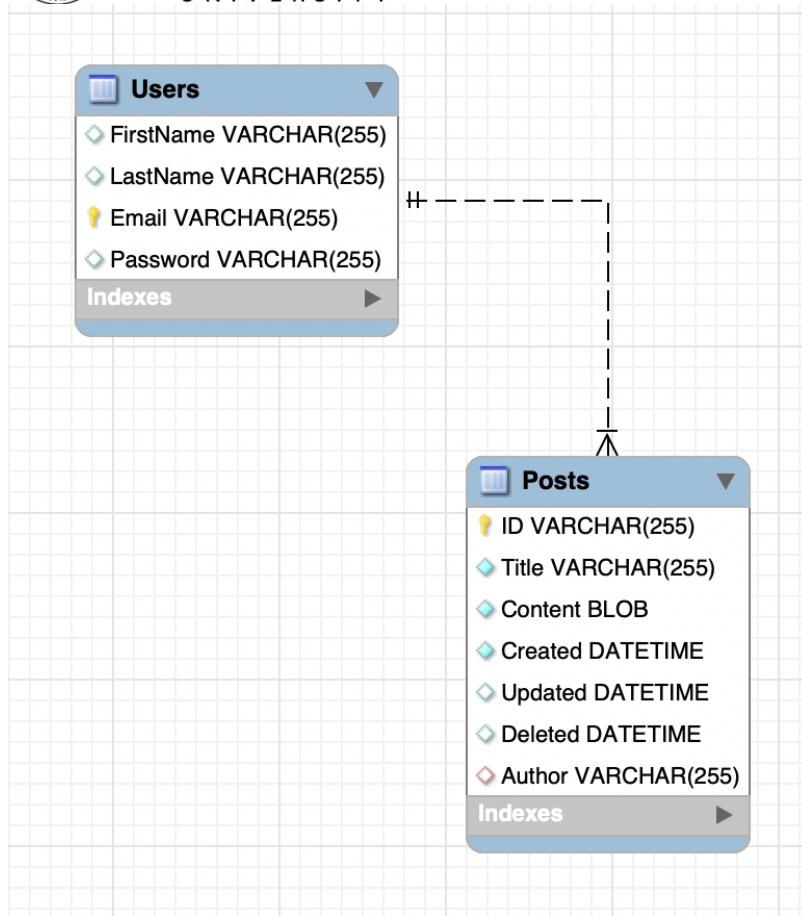 Users
FirstName VARCHAR(255)
LastName VARCHAR(255)
Email VARCHAR(255)
Password VARCHAR(255)
Indexes
Posts
ID VARCHAR(255)
Title VARCHAR(255)
Content BLOB
Created DATETIME
Updated DATETIME
Deleted DATETIME
Author VARCHAR(255)
Indexes